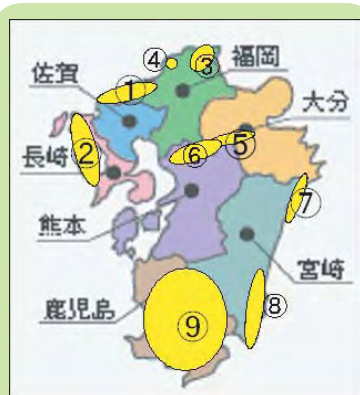 ④
③
福岡
佐賀
①
大分
長崎
②
⑤
⑥
⑦
熊本
宮崎
鹿児島
⑧
⑨